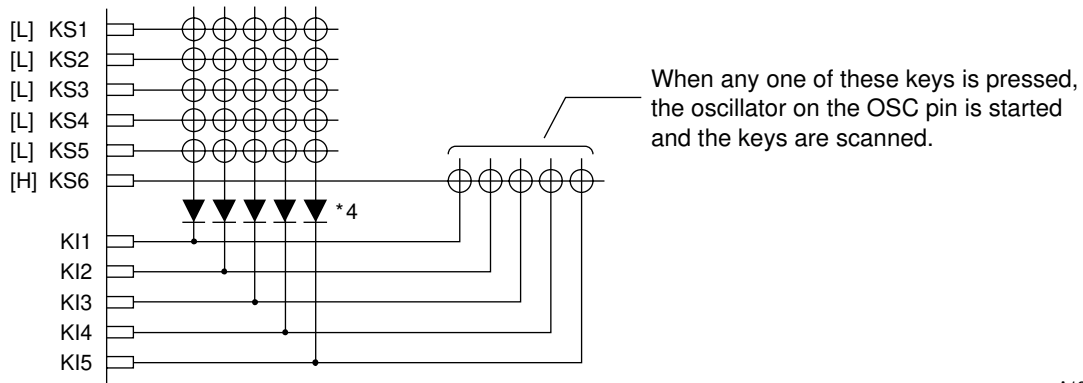 [L] KS1
[L] KS2
[L] KS3
[L] KS4
[L] KS5
[H] KS6
When any one of these keys is pressed,
the oscillator on the OSC pin is started
and the keys are scanned.
*4
KI1
KI2
KI3
KI4
KI5